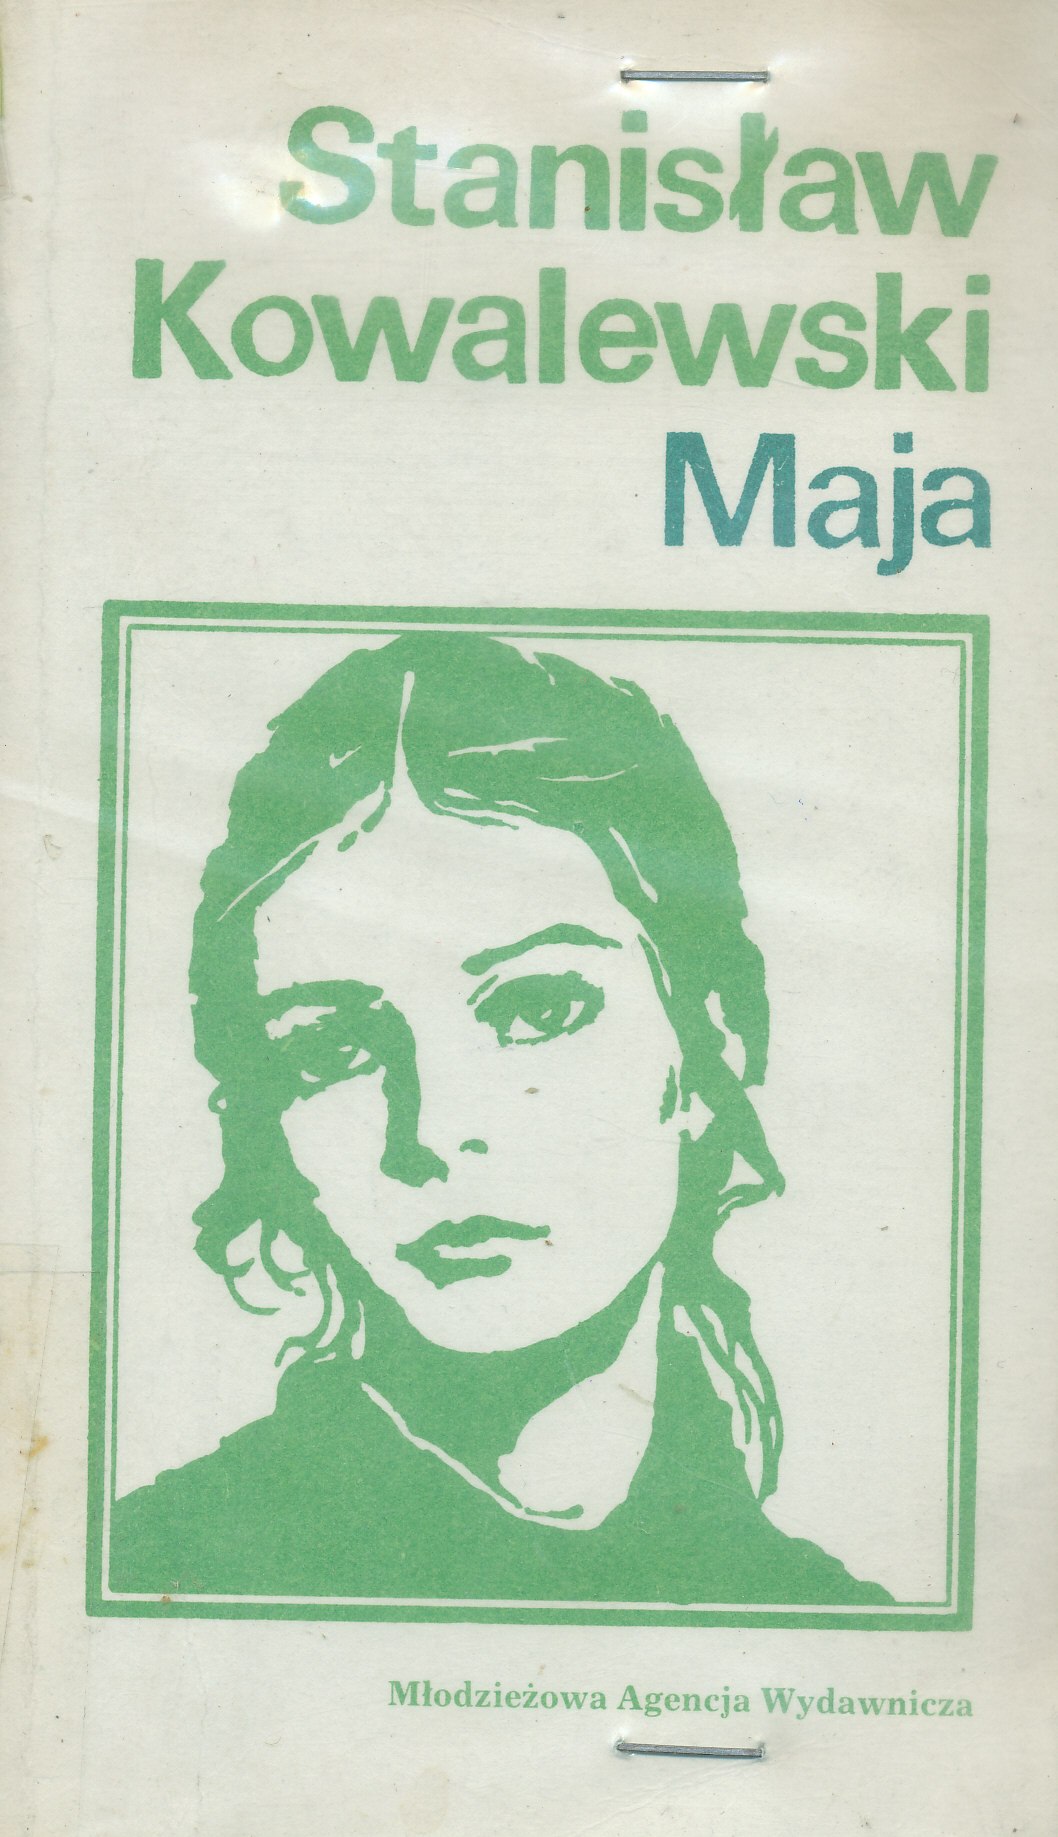 Stanisław
Kowalewski
Maja
Młodzieżowa Agencja Wydawnicza